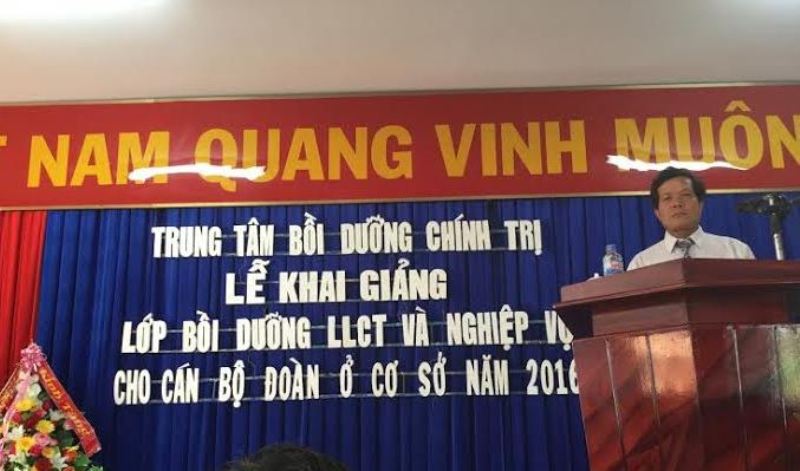 T NAM QUANG VINH MUÔN
TRUNG TÂM BỒI DƯỠNG CHÍNH TRỊ
LỄ KHAI GIẢNG
LỚP BỒI DƯỠNG LLCT VÀ NGHIỆP VỤ
CHO CÁN BỘ ĐOÀN Ở CƠ SỞ NĂM 2016